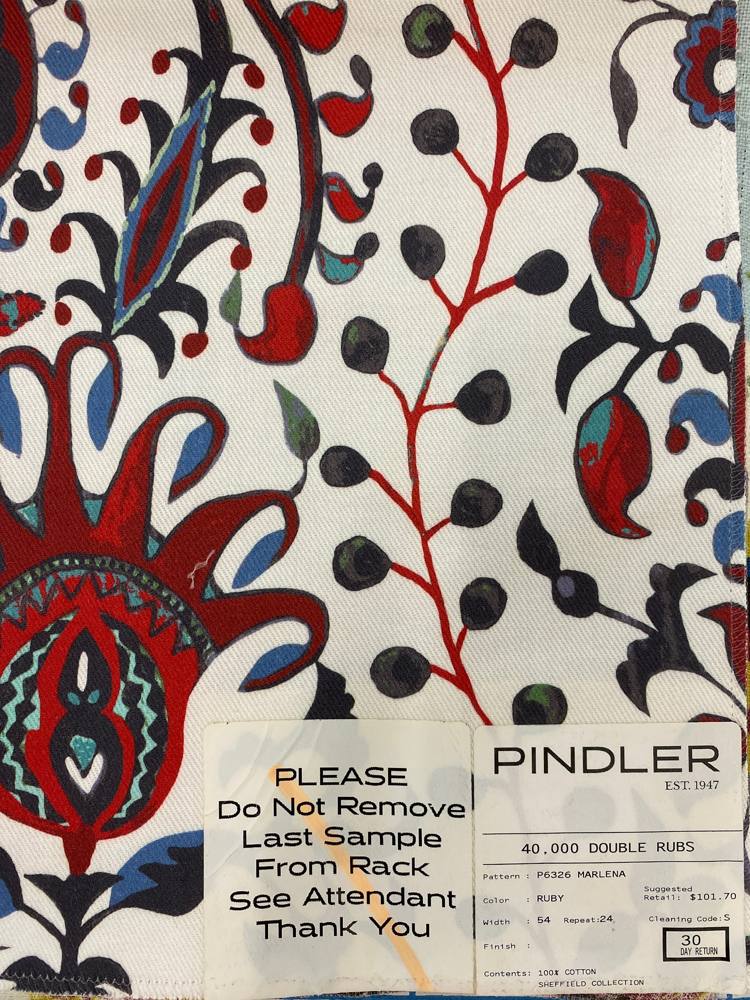 PLEASE
Do Not Remove
Last Sample
From Rack
See Attendant
Thank You
PINDLER
EST. 1947
40,000 DOUBLE RUBS
Pattern : P6326 MARLENA
Color : RUBY
Suggested
Retail: $101.70
Width : 54 Repeat:24
Cleaning Code:S
Finish :
30
DAY RETURN
Contents: 100% COTTON
SHEFFIELD COLLECTION